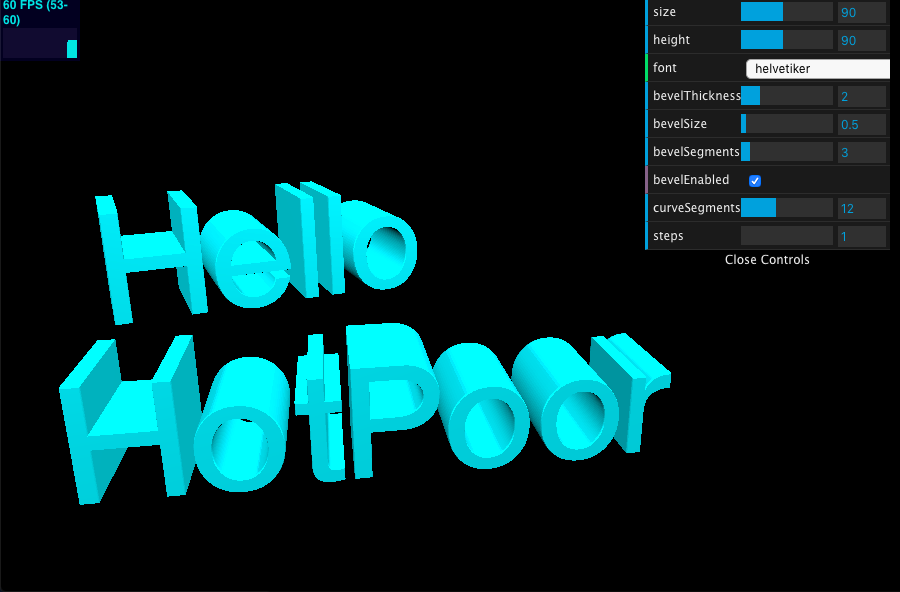 60 FPS (53-
60)
size 90
height 90
font helvetiker
bevelThickness 2
bevelSize 0.5
bevelSegments 3
bevelEnabled
curveSegments 12
steps 1
Close Controls
Hello
HotPoor